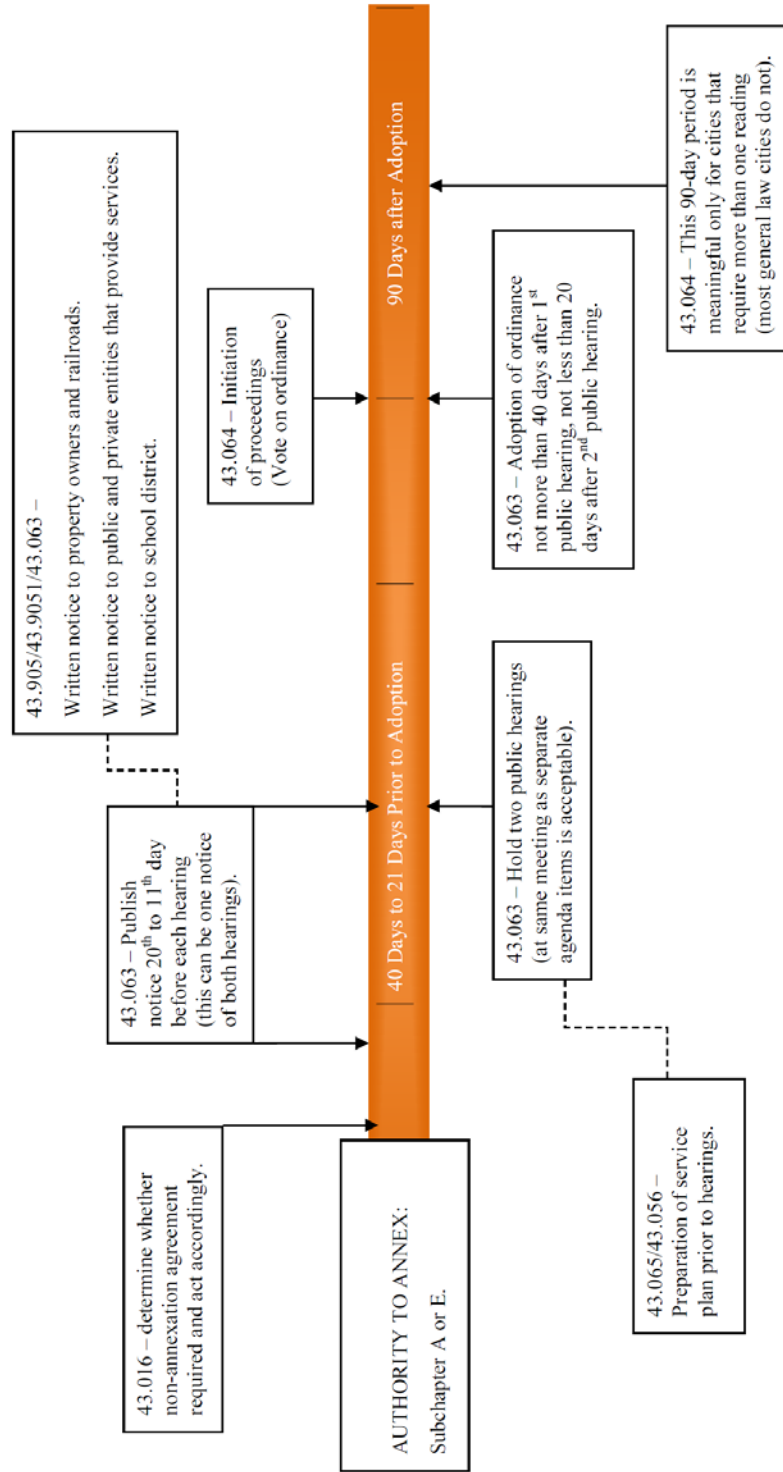 43.016 – determine whether
non-annexation agreement
required and act accordingly.
43.063 – Publish
notice 20th to 11th day
before each hearing
(this can be one notice
of both hearings).
43.905/43.9051/43.063 –
Written notice to property owners and railroads.
Written notice to public and private entities that provide services.
Written notice to school district.
43.064 – Initiation
of proceedings
(Vote on ordinance)
AUTHORITY TO ANNEX:
Subchapter A or E.
40 Days to 21 Days Prior to Adoption
90 Days after Adoption
43.065/43.056 –
Preparation of service
plan prior to hearings.
43.063 – Hold two public hearings
(at same meeting as separate
agenda items is acceptable).
43.063 – Adoption of ordinance
not more than 40 days after 1st
public hearing, not less than 20
days after 2nd public hearing.
43.064 – This 90-day period is
meaningful only for cities that
require more than one reading
(most general law cities do not).